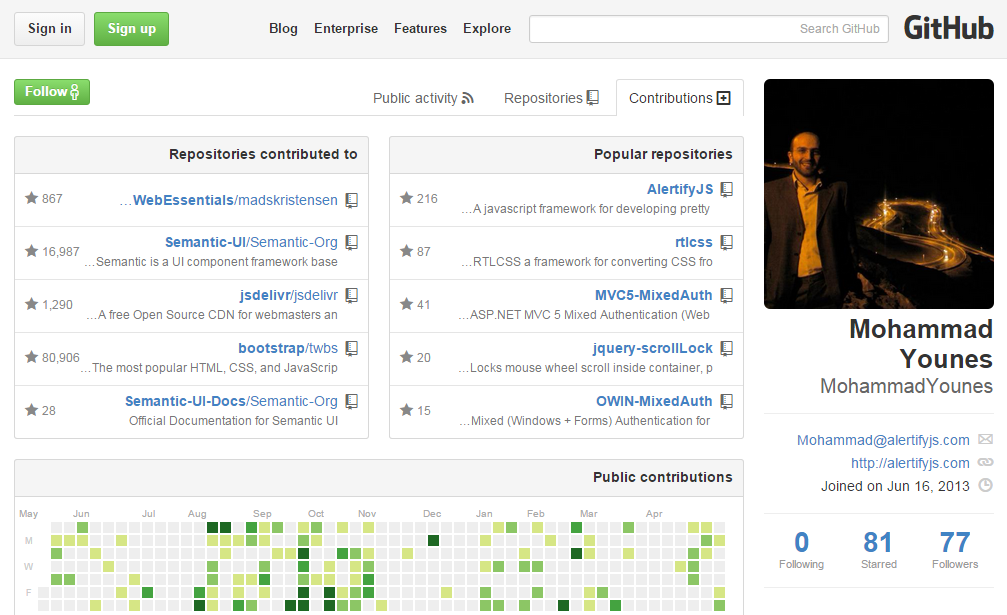 Sign in
Sign up
Blog
Enterprise
Features
Explore
Search GitHub
GitHub
Follow
Public activity
Repositories
Contributions
Repositories contributed to
867
…WebEssentials/madskristensen
16,987
Semantic-UI/Semantic-Org
…Semantic is a UI component framework base
1,290
jsdelivr/jsdelivr
…A free Open Source CDN for webmasters an
80,906
bootstrap/twbs
…The most popular HTML, CSS, and JavaScrip
28
Semantic-UI-Docs/Semantic-Org
Official Documentation for Semantic UI
Popular repositories
216
AlertifyJS
…A javascript framework for developing pretty
87
rtlcss
…RTLCSS a framework for converting CSS fro
41
MVC5-MixedAuth
…ASP.NET MVC 5 Mixed Authentication (Web
20
jquery-scrollLock
…Locks mouse wheel scroll inside container, p
15
OWIN-MixedAuth
…Mixed (Windows + Forms) Authentication for
Mohammad
Younes
MohammadYounes
Mohammad@alertifyjs.com
http://alertifyjs.com
Joined on Jun 16, 2013
0
Following
81
Starred
77
Followers
Public contributions
May Jun Jul Aug Sep Oct Nov Dec Jan Feb Mar Apr
M
W
F